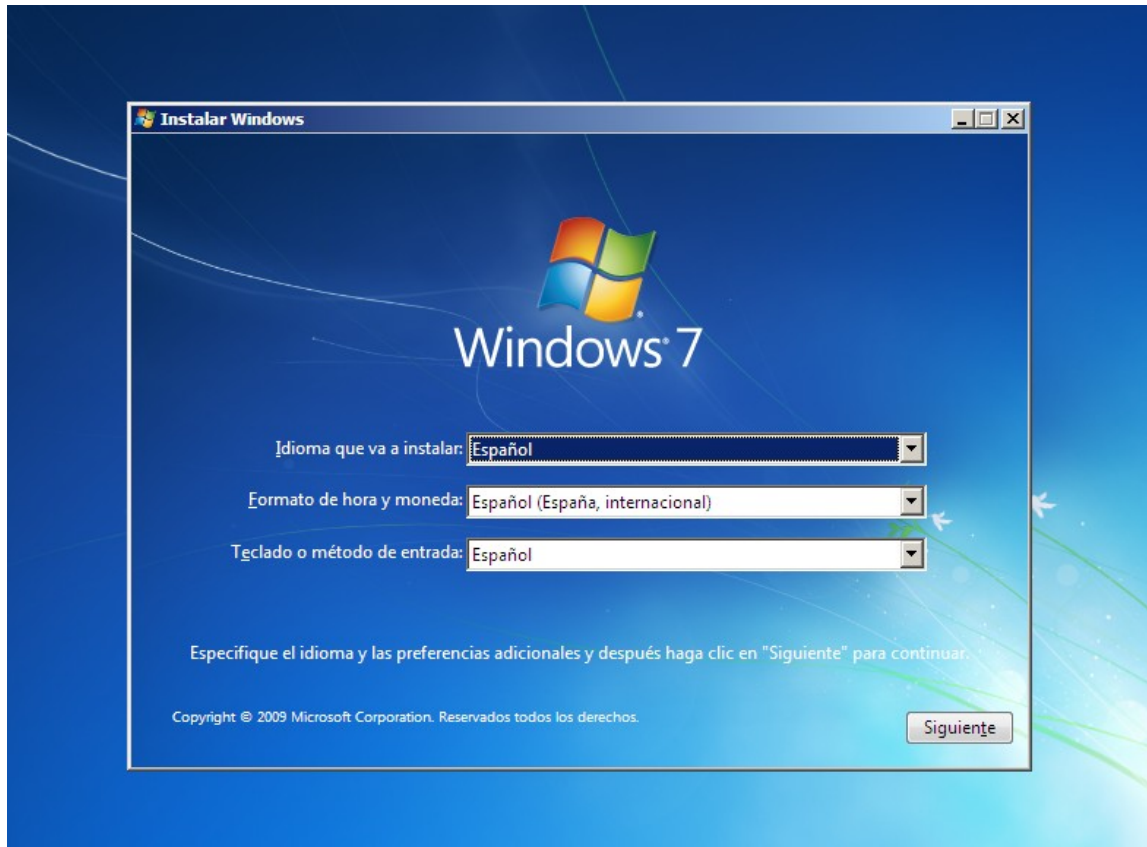 Instalar Windows
Windows® 7
Idioma que va a instalar: Español
Formato de hora y moneda: Español (España, internacional)
Teclado o método de entrada: Español
Especifique el idioma y las preferencias adicionales y después haga clic en "Siguiente" para continuar.
Copyright © 2009 Microsoft Corporation. Reservados todos los derechos.
Siguiente